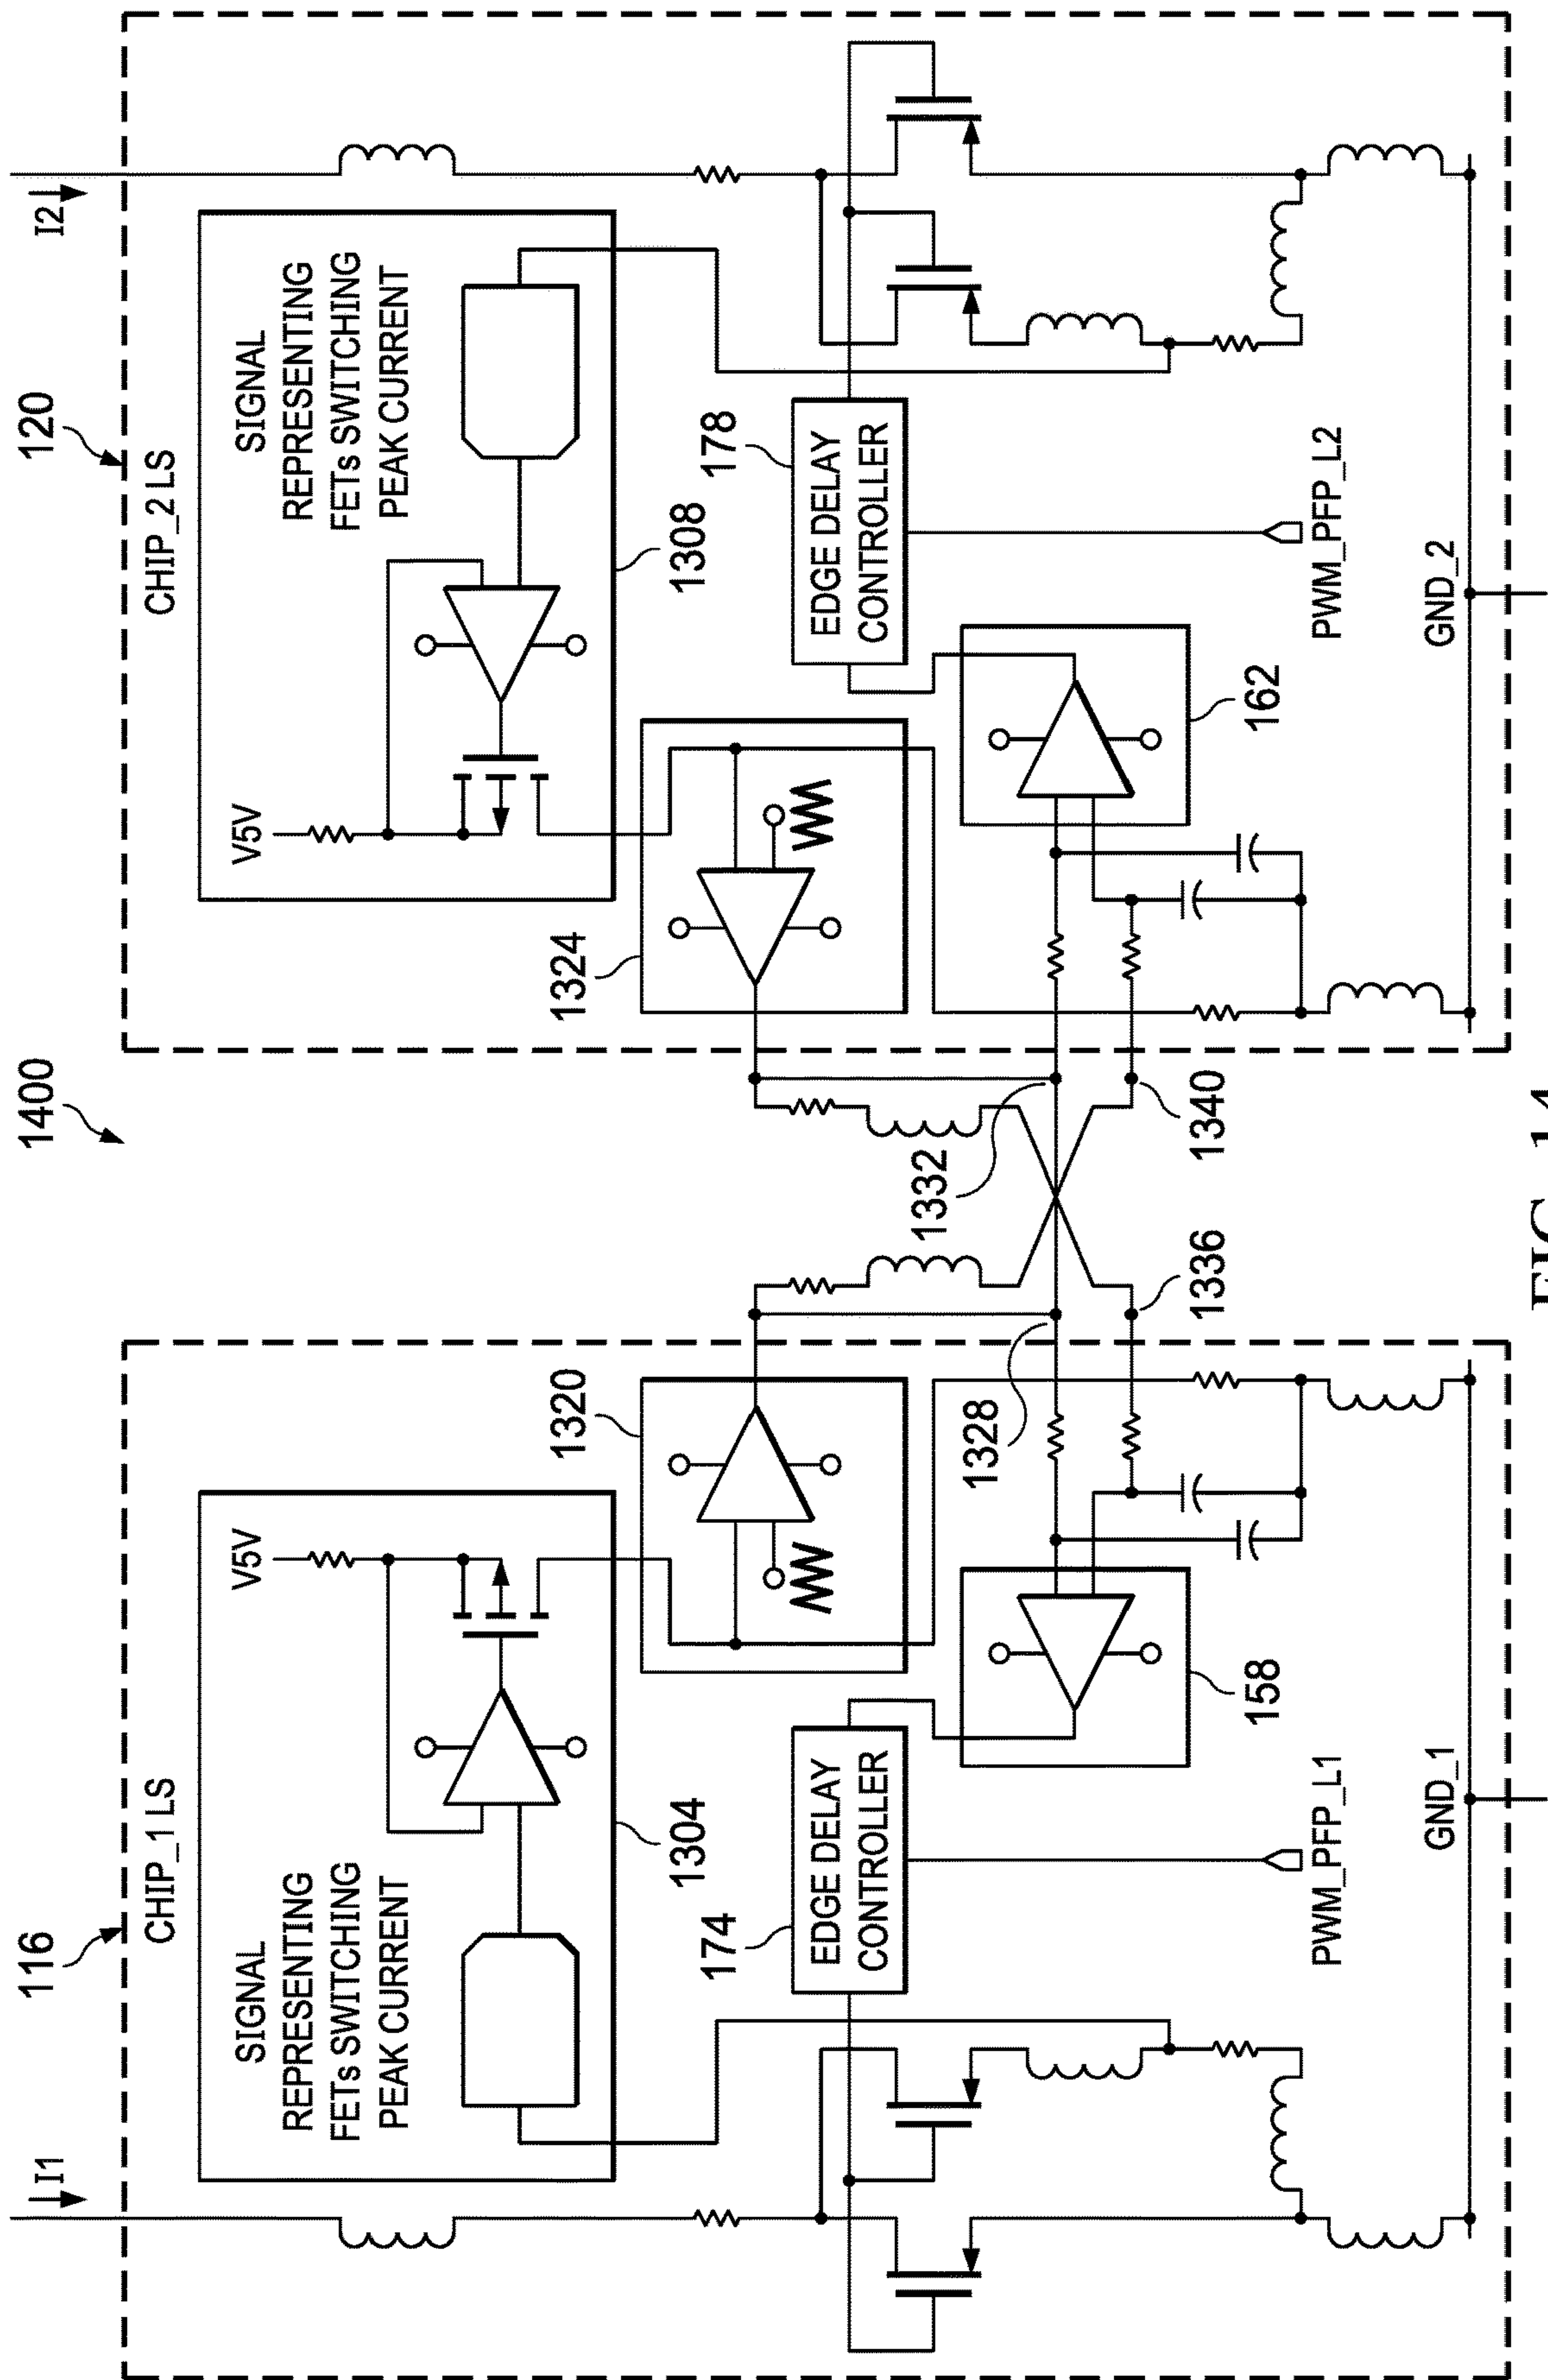 1400
116
120
I1
I2
CHIP_1 LS
CHIP_2 LS
SIGNAL
REPRESENTING
FETs SWITCHING
PEAK CURRENT
V5V
1304
V5V
SIGNAL
REPRESENTING
FETs SWITCHING
PEAK CURRENT
1308
1320
1324
174
EDGE DELAY
CONTROLLER
178
EDGE DELAY
CONTROLLER
1328
1332
158
1336
1340
162
PWM_PFP_L1
PWM_PFP_L2
GND_1
GND_2